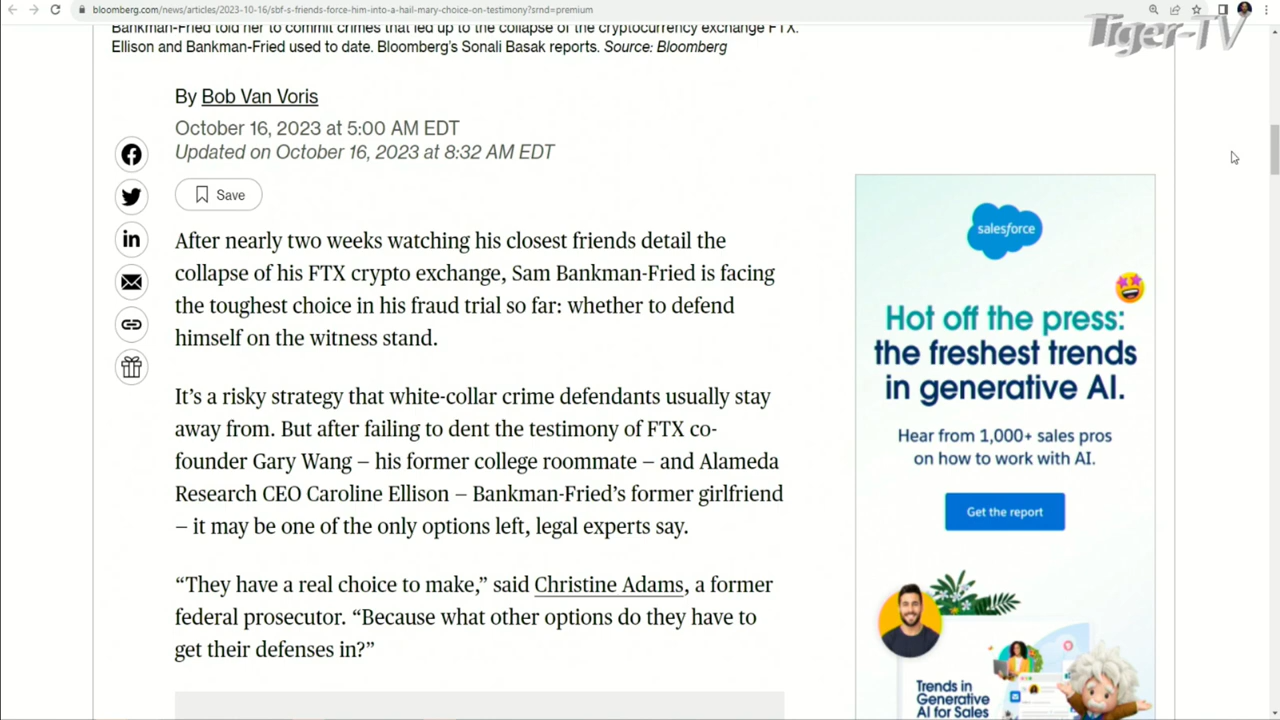 bloomberg.com/news/articles/2023-10-16/sbf-s-friends-force-him-into-a-hail-mary-choice-on-testimony?srnd=premium
Tiger-TV
Bankman-Fried told her to commit crimes that led up to the collapse of the cryptocurrency exchange FTX.
Ellison and Bankman-Fried used to date. Bloomberg's Sonali Basak reports. Source: Bloomberg
By Bob Van Voris
October 16, 2023 at 5:00 AM EDT
Updated on October 16, 2023 at 8:32 AM EDT
Save
After nearly two weeks watching his closest friends detail the
collapse of his FTX crypto exchange, Sam Bankman-Fried is facing
the toughest choice in his fraud trial so far: whether to defend
himself on the witness stand.
It's a risky strategy that white-collar crime defendants usually stay
away from. But after failing to dent the testimony of FTX co-
founder Gary Wang – his former college roommate – and Alameda
Research CEO Caroline Ellison – Bankman-Fried's former girlfriend
– it may be one of the only options left, legal experts say.
“They have a real choice to make,” said Christine Adams, a former
federal prosecutor. “Because what other options do they have to
get their defenses in?”
salesforce
Hot off the press:
the freshest trends
in generative AI.
Hear from 1,000+ sales pros
on how to work with AI.
Get the report
Trends in
Generative
AI for Sales